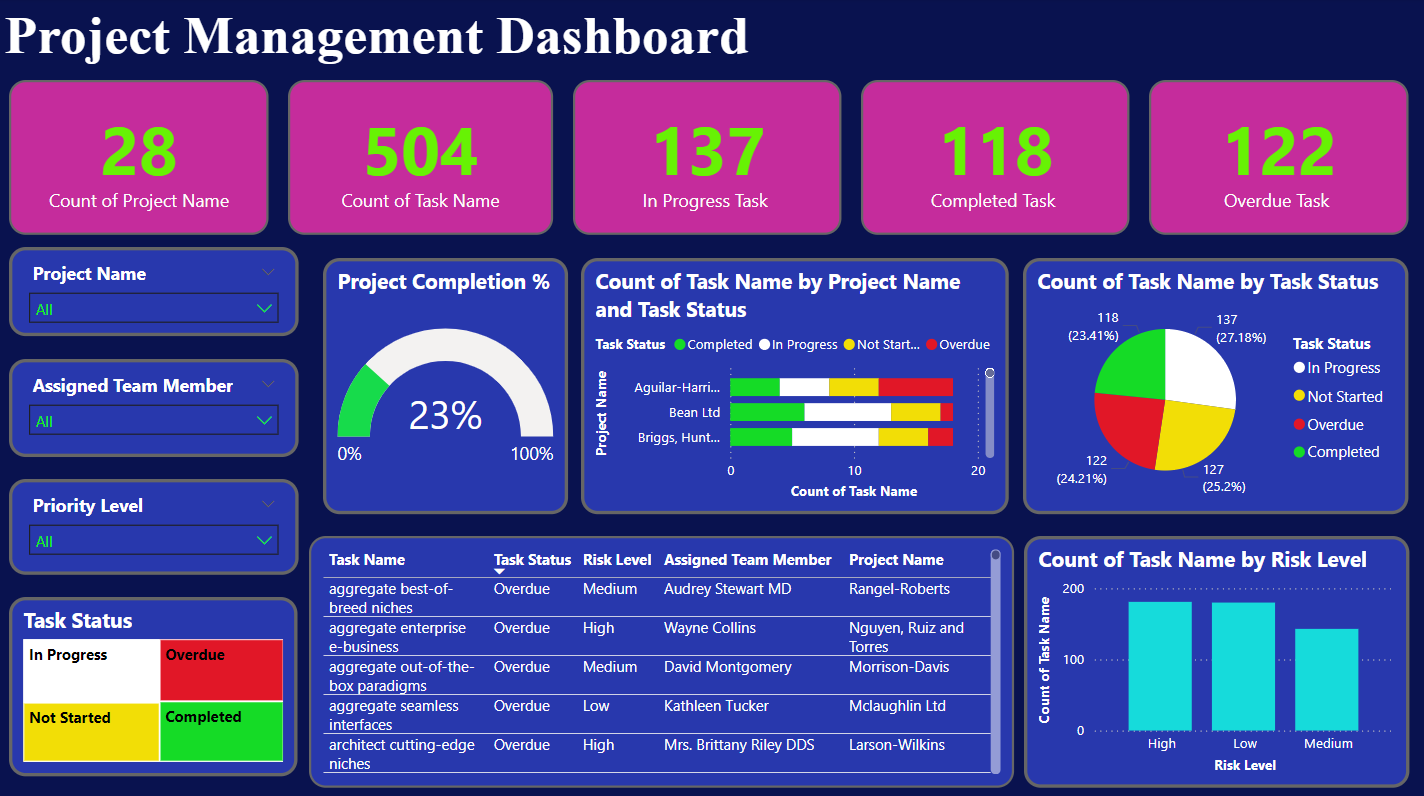 Project Management Dashboard
28
Count of Project Name
504
Count of Task Name
137
In Progress Task
118
Completed Task
122
Overdue Task
Project Name
All
Assigned Team Member
All
Priority Level
All
Task Status
In Progress
Overdue
Not Started
Completed
Project Completion %
23%
0%
100%
Count of Task Name by Project Name
and Task Status
Task Status Completed In Progress Not Start... Overdue
Project Name
Aguilar-Harri...
Bean Ltd
Briggs, Hunt...
0 10 20
Count of Task Name
Count of Task Name by Task Status
118
(23.41%)
137
(27.18%)
122
(24.21%)
127
(25.2%)
Task Status
In Progress
Not Started
Overdue
Completed
Task Name Task Status Risk Level Assigned Team Member Project Name
aggregate best-of- Overdue Medium Audrey Stewart MD Rangel-Roberts
breed niches
aggregate enterprise Overdue High Wayne Collins Nguyen, Ruiz and
e-business Torres
aggregate out-of-the- Overdue Medium David Montgomery Morrison-Davis
box paradigms
aggregate seamless Overdue Low Kathleen Tucker Mclaughlin Ltd
interfaces
architect cutting-edge Overdue High Mrs. Brittany Riley DDS Larson-Wilkins
niches
Count of Task Name by Risk Level
Count of Task Name
200
100
0
High Low Medium
Risk Level